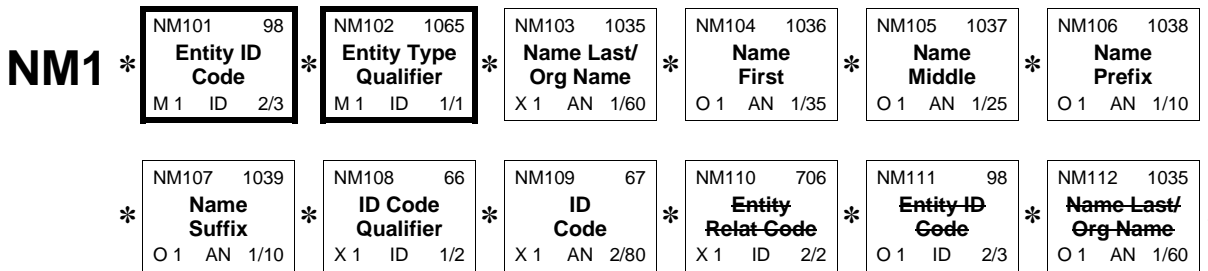 NM101 98 NM102 1065 NM103 1035 NM104 1036 NM105 1037 NM106 1038
NM1 * Entity ID * Entity Type * Name Last/ * Name * Name * Name
Code Qualifier Org Name First Middle Prefix
M 1 ID 2/3 M 1 ID 1/1 X 1 AN 1/60 O 1 AN 1/35 O 1 AN 1/25 O 1 AN 1/10
NM107 1039 NM108 66 NM109 67 NM110 706 NM111 98 NM112 1035
* Name * ID Code * ID * Entity * Entity ID * Name Last/
Suffix Qualifier Code Relat Code Code Org Name
O 1 AN 1/10 X 1 ID 1/2 X 1 AN 2/80 X 1 ID 2/2 O 1 ID 2/3 O 1 AN 1/60